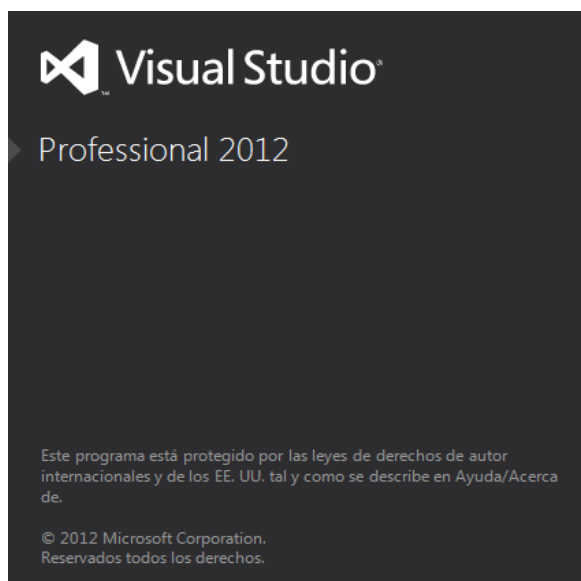 Visual Studio®
™
Professional 2012
Este programa está protegido por las leyes de derechos de autor
internacionales y de los EE. UU. tal y como se describe en Ayuda/Acerca
de.
© 2012 Microsoft Corporation.
Reservados todos los derechos.